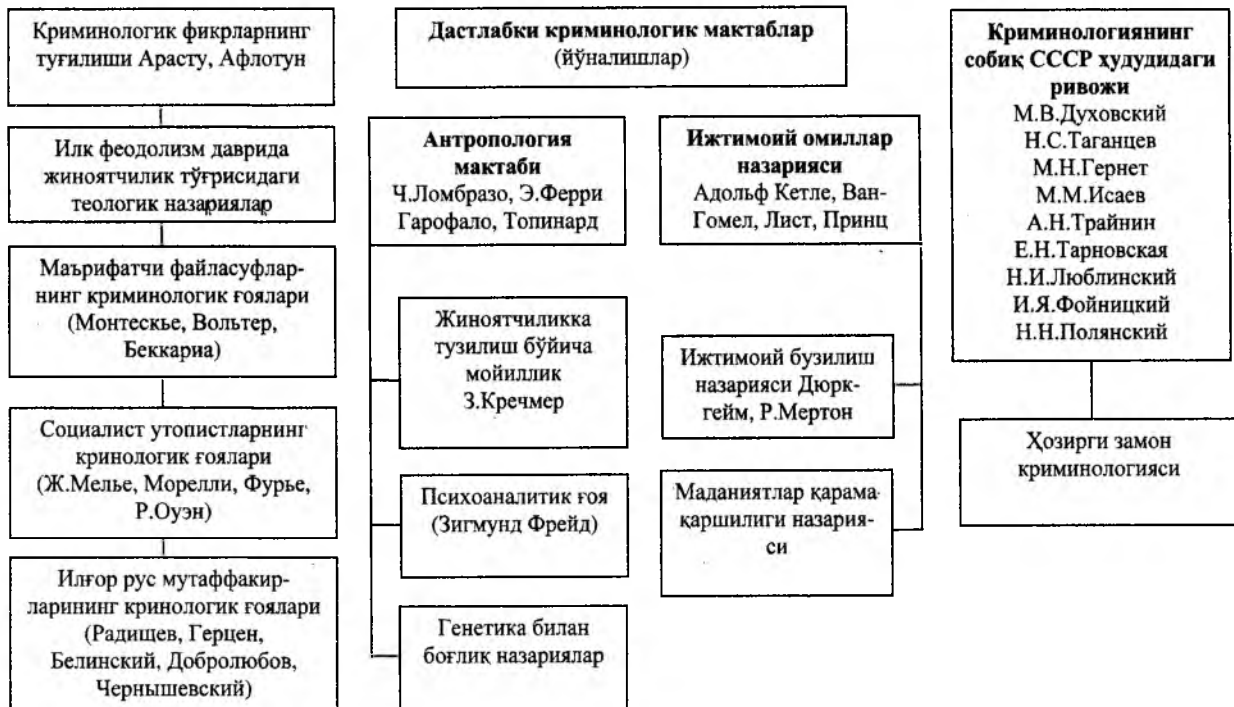 Криминологик фикрларнинг
туғилиши Арасту, Афлотун
Илк феодолизм даврида
жиноятчилик тўғрисидаги
теологик назариялар
Маърифатчи файласуфлар-
нинг криминологик ғоялари
(Монтескье, Вольтер,
Беккариа)
Социалист утопистларнинг
кринологик ғоялари
(Ж.Мелье, Морелли, Фурье,
Р.Оуэн)
Илғор рус мутаффакир-
ларининг кринологик ғоялари
(Радищев, Герцен,
Белинский, Добролюбов,
Чернышевский)
Дастлабки криминологик мактаблар
(йўналишлар)
Антропология
мактаби
Ч.Ломбразо, Э.Ферри
Гарофало, Топинард
Жиноятчиликка
тузилиш бўйича
мойиллик
З.Кречмер
Психоаналитик ғоя
(Зигмунд Фрейд)
Генетика билан
боғлиқ назариялар
Ижтимоий омиллар
назарияси
Адольф Кетле, Ван-
Гомел, Лист, Принц
Ижтимоий бузилиш
назарияси Дюрк-
гейм, Р.Мертон
Маданиятлар қарама-
қаршилиги назария-
си
Криминологиянинг
собиқ СССР ҳудудидаги
ривожи
М.В.Духовский
Н.С.Таганцев
М.Н.Гернет
М.М.Исаев
А.Н.Трайнин
Е.Н.Тарновская
Н.И.Люблинский
И.Я.Фойницкий
Н.Н.Полянский
Ҳозирги замон
криминологияси